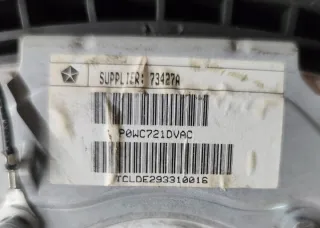 SUPPLIER: 73427A
P0WC721DVAC
TCLDE293310016